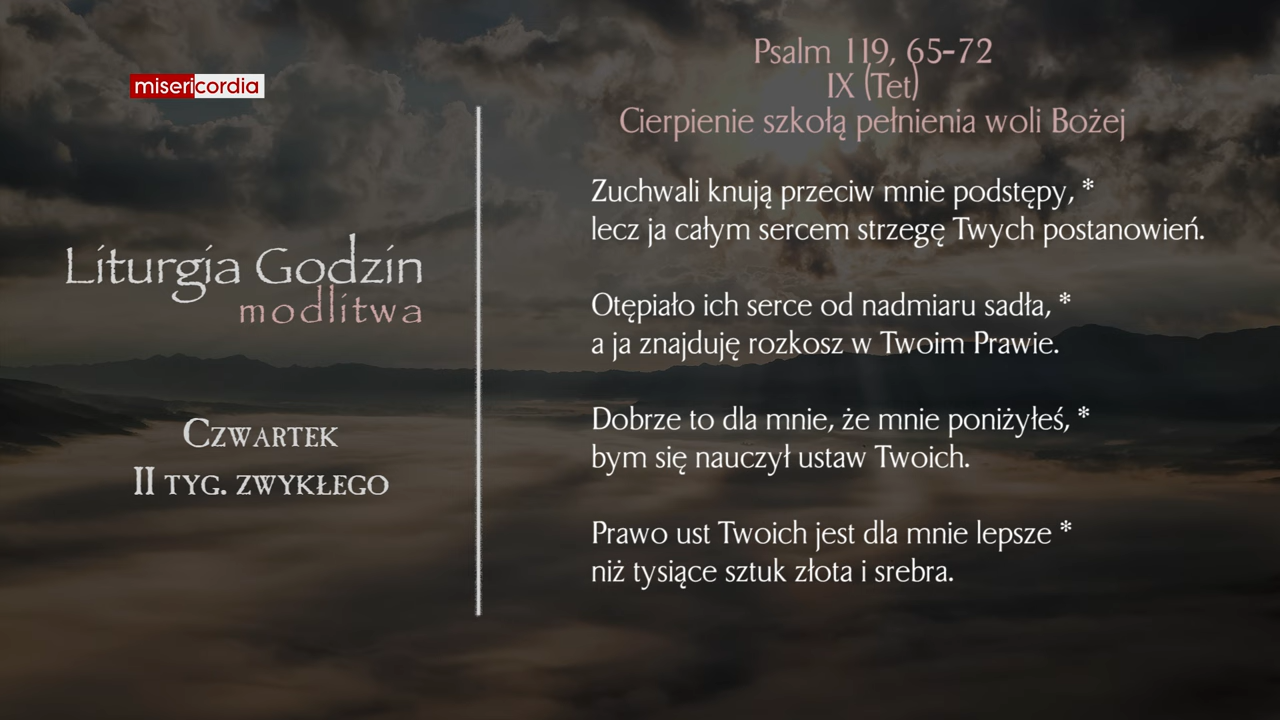 misericordia
Liturgia Godzin
modlitwa
Czwartek
II tyg. zwykłego
Psalm 119, 65-72
IX (Tet)
Cierpienie szkołą pełnienia woli Bożej
Zuchwali knują przeciw mnie podstępy, *
lecz ja całym sercem strzegę Twych postanowień.
Otępiało ich serce od nadmiaru sadła, *
a ja znajduję rozkosz w Twoim Prawie.
Dobrze to dla mnie, że mnie poniżyłeś, *
bym się nauczył ustaw Twoich.
Prawo ust Twoich jest dla mnie lepsze *
niż tysiące sztuk złota i srebra.